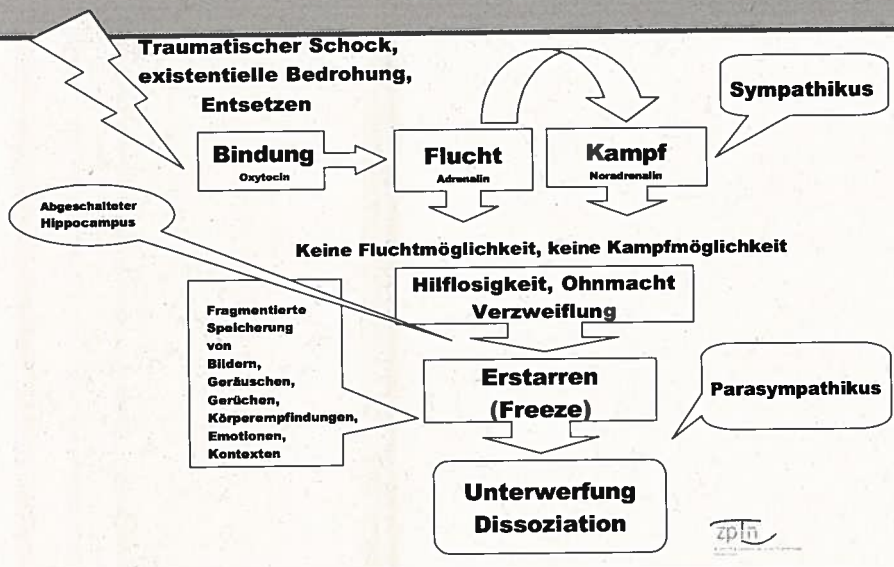 Traumatischer Schock,
existentielle Bedrohung,
Entsetzen
Sympathikus
Bindung
Oxytocin
Flucht
Adrenalin
Kampf
Noradrenalin
Abgeschalteter
Hippocampus
Keine Fluchtmöglichkeit, keine Kampfmöglichkeit
Hilflosigkeit, Ohnmacht
Verzweiflung
Fragmentierte
Speicherung
von
Bildern,
Geräuschen,
Gerüchen,
Körperempfindungen,
Emotionen,
Kontexten
Erstarren
(Freeze)
Parasympathikus
Unterwerfung
Dissoziation
zptn